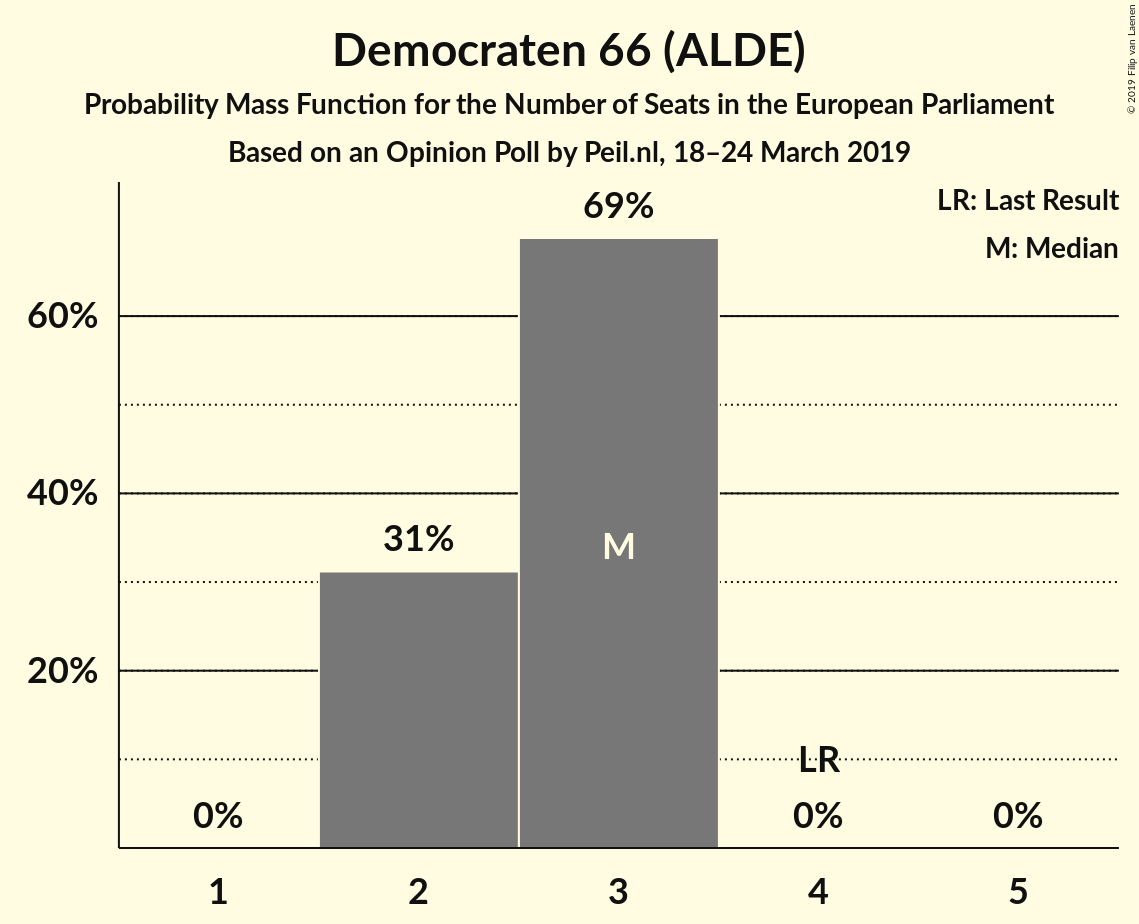 Democraten 66 (ALDE)
Probability Mass Function for the Number of Seats in the European Parliament
Based on an Opinion Poll by Peil.nl, 18–24 March 2019
© 2019 Filip van Laenen
LR: Last Result
M: Median
69%
60%
40%
31%
M
20%
LR
0%
0%
0%
1
2
3
4
5